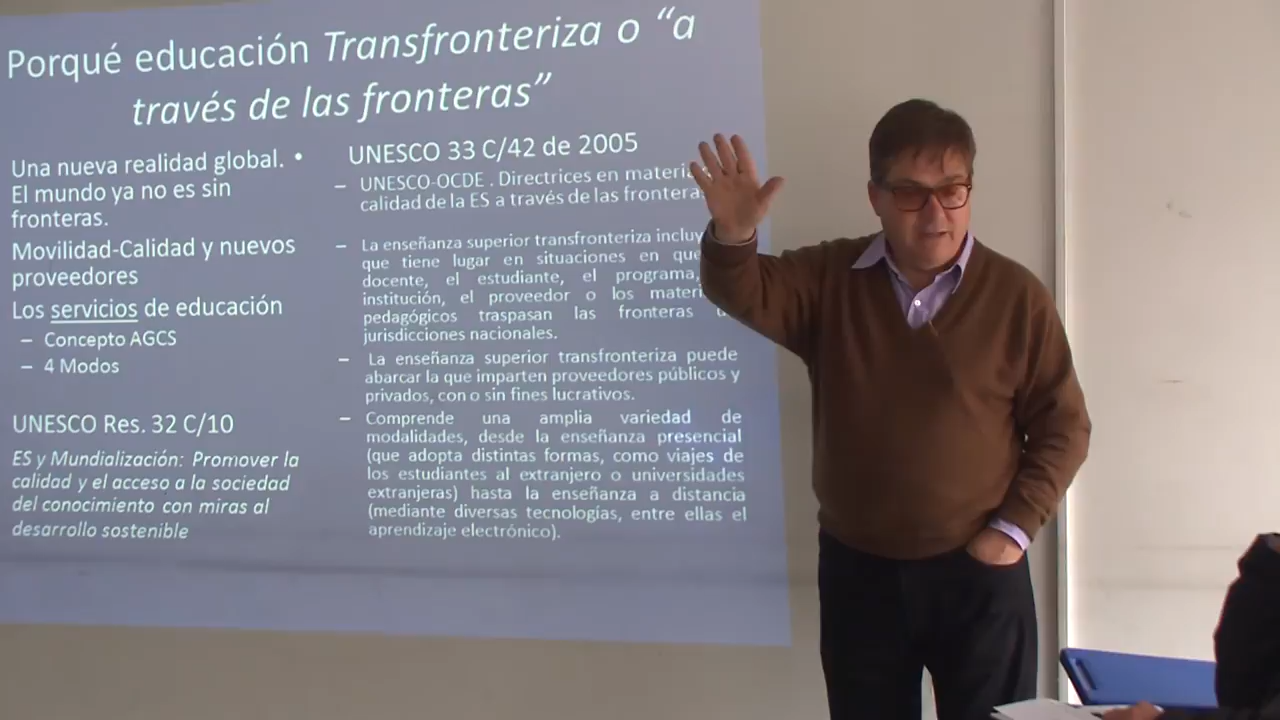 Porqué educación Transfronteriza o “a
través de las fronteras”
Una nueva realidad global.
El mundo ya no es sin
fronteras.
Movilidad-Calidad y nuevos
proveedores
Los servicios de educación
– Concepto AGCS
– 4 Modos
UNESCO Res. 32 C/10
ES y Mundialización: Promover la
calidad y el acceso a la sociedad
del conocimiento con miras al
desarrollo sostenible
• UNESCO 33 C/42 de 2005
– UNESCO-OCDE . Directrices en
calidad de la ES a través de las
– La enseñanza superior transfronteriza
que tiene lugar en situaciones en
docente, el estudiante, el programa,
institución, el proveedor o los
pedagógicos traspasan las fronteras
jurisdicciones nacionales.
– La enseñanza superior transfronteriza puede
abarcar la que imparten proveedores públicos y
privados, con o sin fines lucrativos.
– Comprende una amplia variedad de
modalidades, desde la enseñanza presencial
(que adopta distintas formas, como viajes de
los estudiantes al extranjero o universidades
extranjeras) hasta la enseñanza a distancia
(mediante diversas tecnologías, entre ellas el
aprendizaje electrónico).